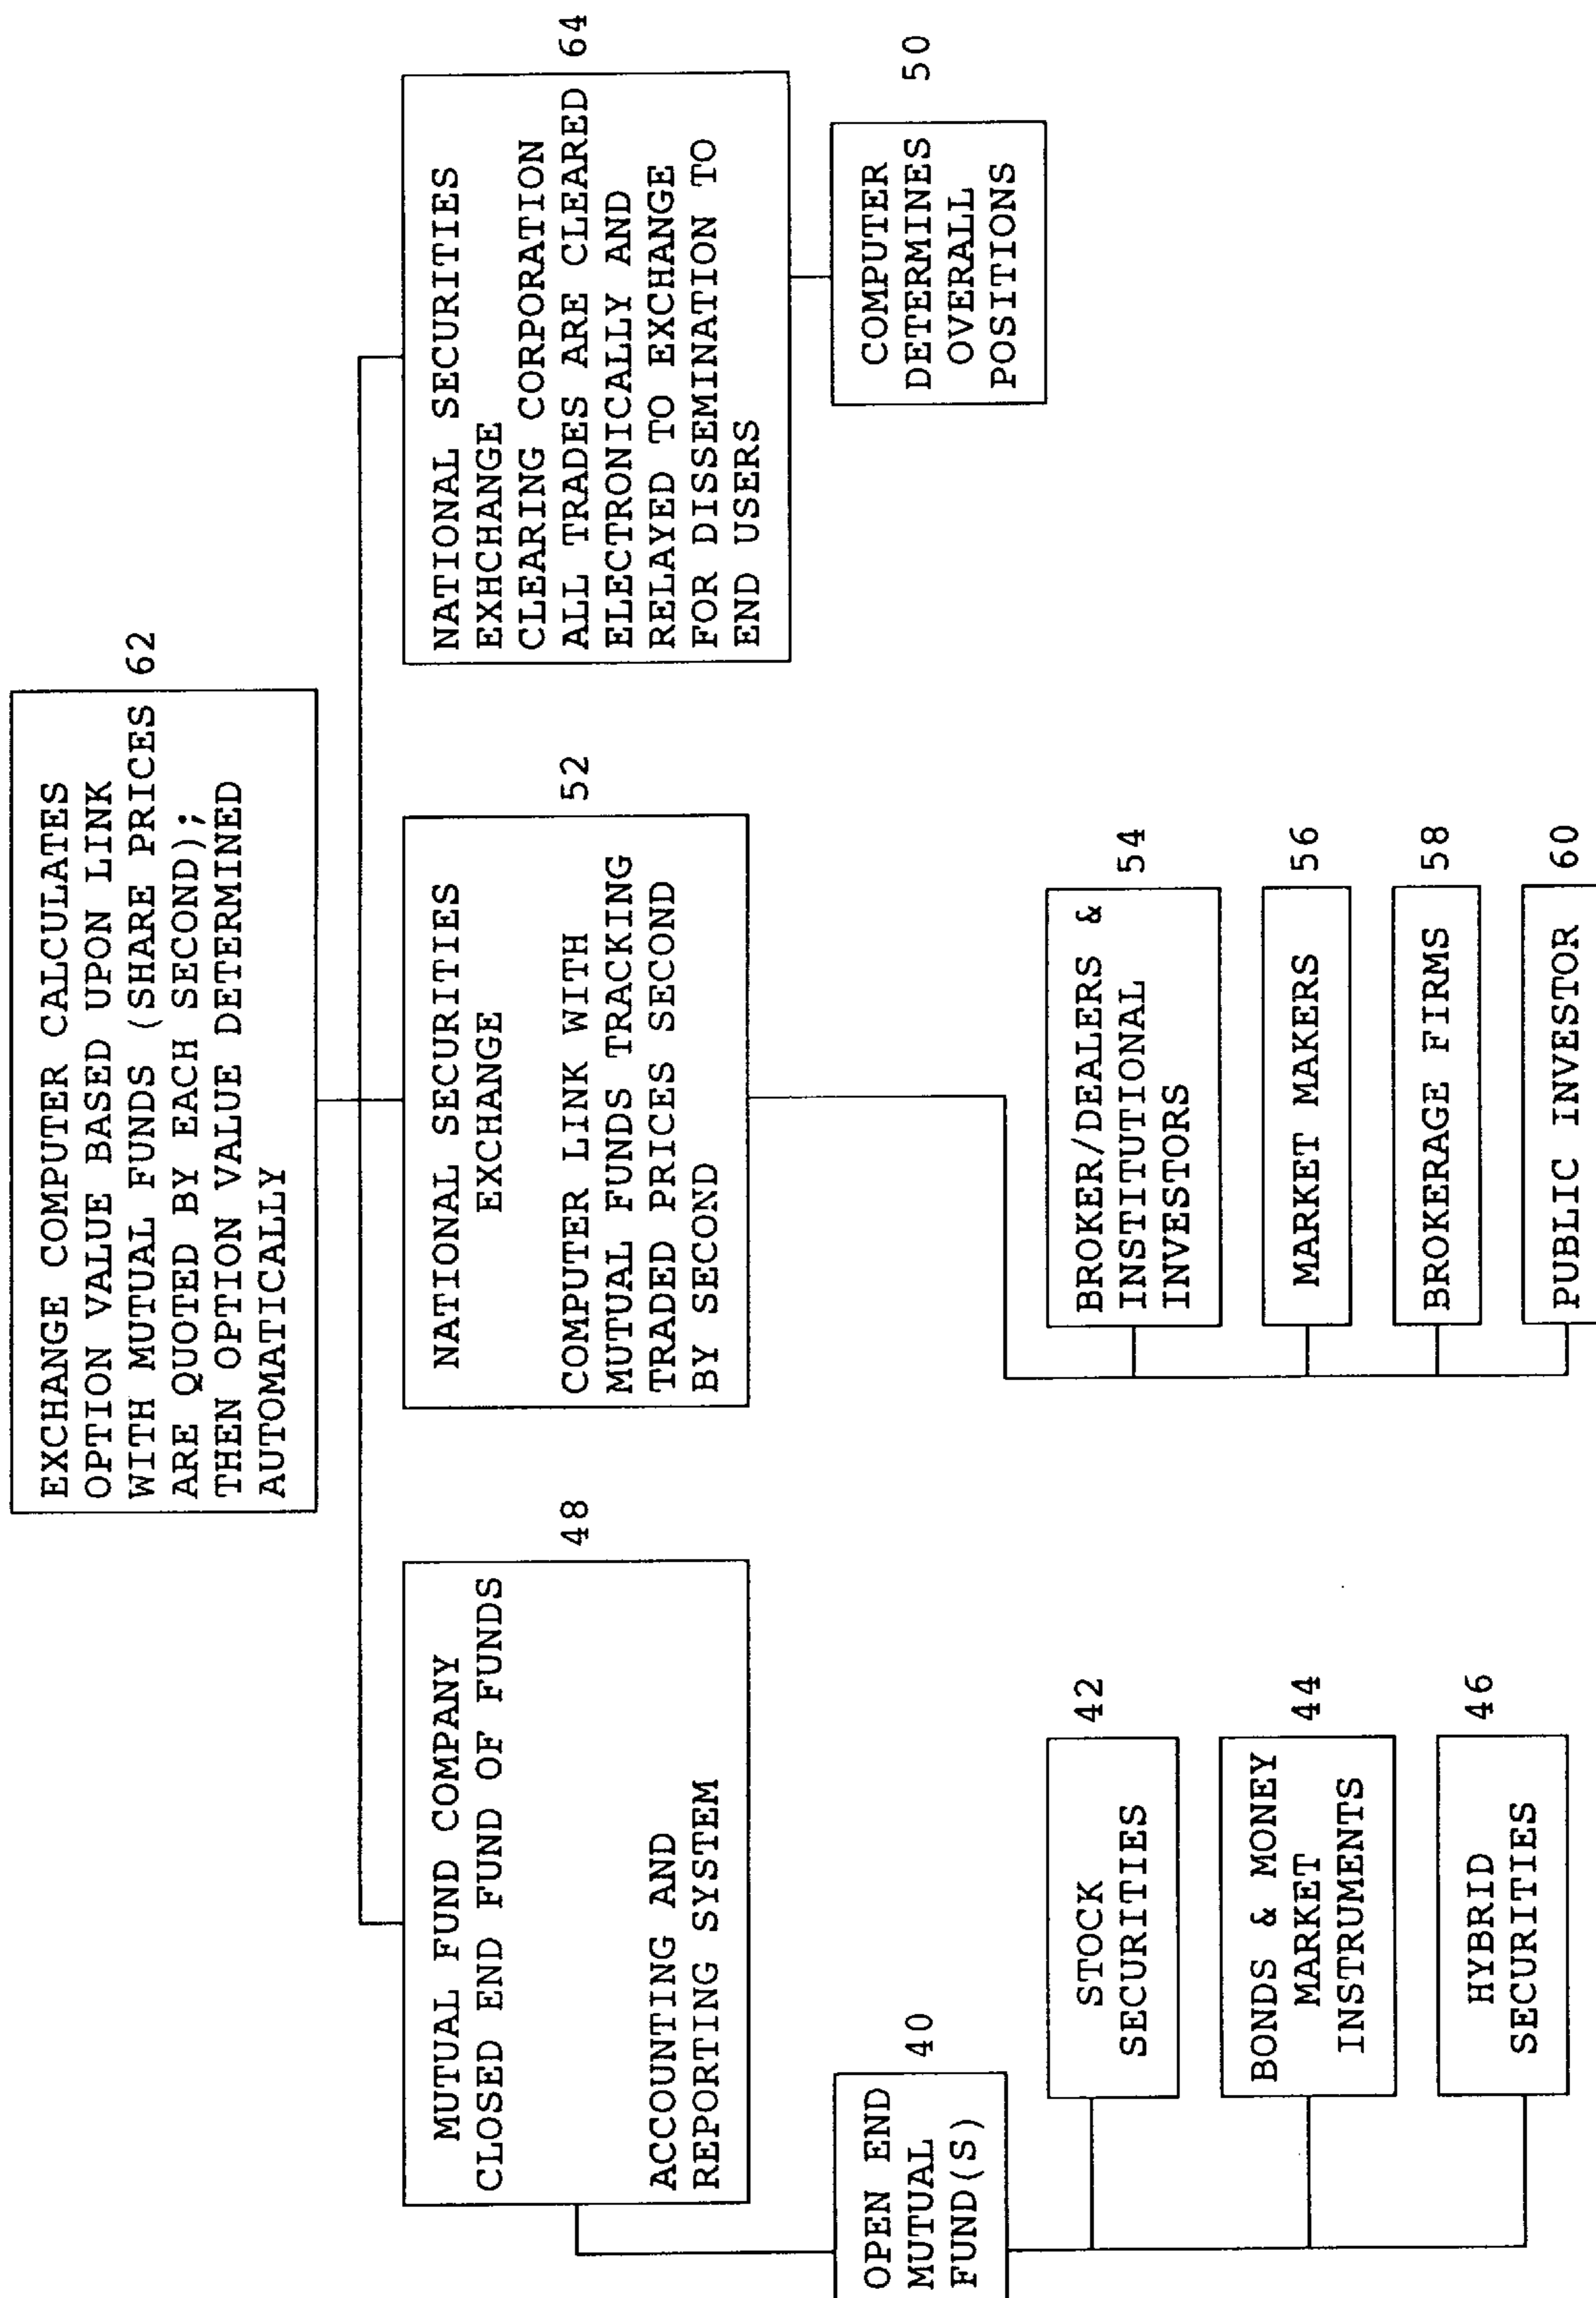 EXCHANGE COMPUTER CALCULATES
OPTION VALUE BASED UPON LINK
WITH MUTUAL FUNDS (SHARE PRICES
ARE QUOTED BY EACH SECOND);
THEN OPTION VALUE DETERMINED
AUTOMATICALLY
62
MUTUAL FUND COMPANY
CLOSED END FUND OF FUNDS
ACCOUNTING AND
REPORTING SYSTEM
48
OPEN END
MUTUAL
FUND(S)
40
STOCK
SECURITIES
42
BONDS & MONEY
MARKET
INSTRUMENTS
44
HYBRID
SECURITIES
46
NATIONAL SECURITIES
EXCHANGE
COMPUTER LINK WITH
MUTUAL FUNDS TRACKING
TRADED PRICES SECOND
BY SECOND
52
BROKER/DEALERS &
INSTITUTIONAL
INVESTORS
54
MARKET MAKERS
56
BROKERAGE FIRMS
58
PUBLIC INVESTOR
60
NATIONAL SECURITIES
EXHCHANGE
CLEARING CORPORATION
ALL TRADES ARE CLEARED
ELECTRONICALLY AND
RELAYED TO EXCHANGE
FOR DISSEMINATION TO
END USERS
64
COMPUTER
DETERMINES
OVERALL
POSITIONS
50